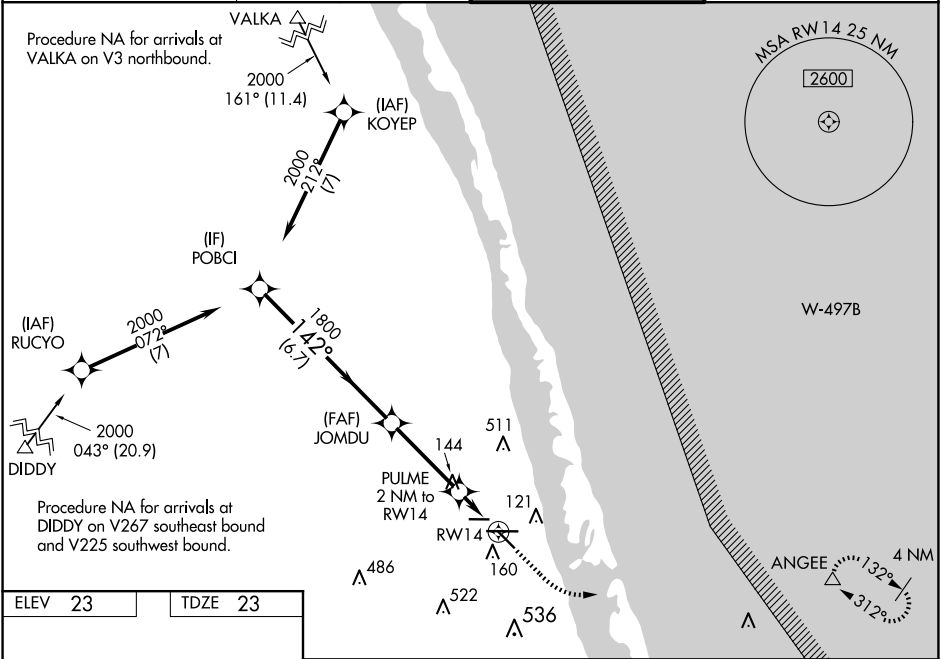 VALKA
Procedure NA for arrivals at
VALKA on V3 northbound.
2000
161° (11.4)
(IAF)
KOYEP
MSA RW14 25 NM
2600
2000
212°
(7)
(IF)
POBCI
W-497B
(IAF)
RUCYO
2000
072°
(7)
1800
142°
(6.7)
2000
043° (20.9)
DIDDY
(FAF)
JOMDU
511
144
PULME
2 NM to
RW14
121
RW14
160
Procedure NA for arrivals at
DIDDY on V267 southeast bound
and V225 southwest bound.
486
522
536
ANGEE
4 NM
132°
312°
ELEV 23
TDZE 23